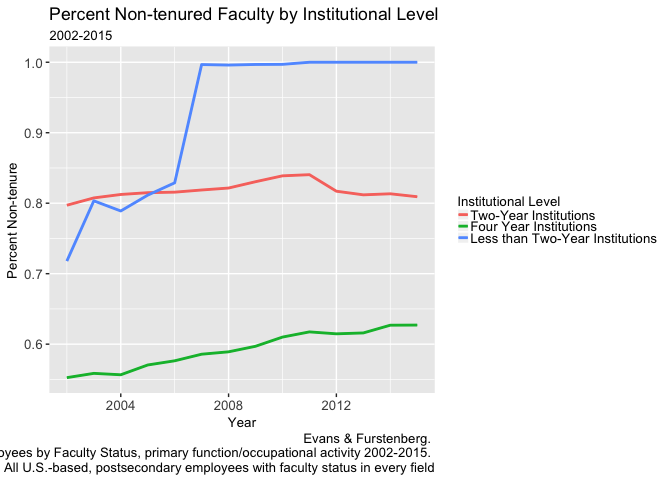 Percent Non-tenured Faculty by Institutional Level
2002-2015
1.0
0.9
0.8
0.7
0.6
Percent Non-tenure
2004
2008
2012
Year
Institutional Level
Two-Year Institutions
Four Year Institutions
Less than Two-Year Institutions
Evans & Furstenberg.
oyees by Faculty Status, primary function/occupational activity 2002-2015.
All U.S.-based, postsecondary employees with faculty status in every field